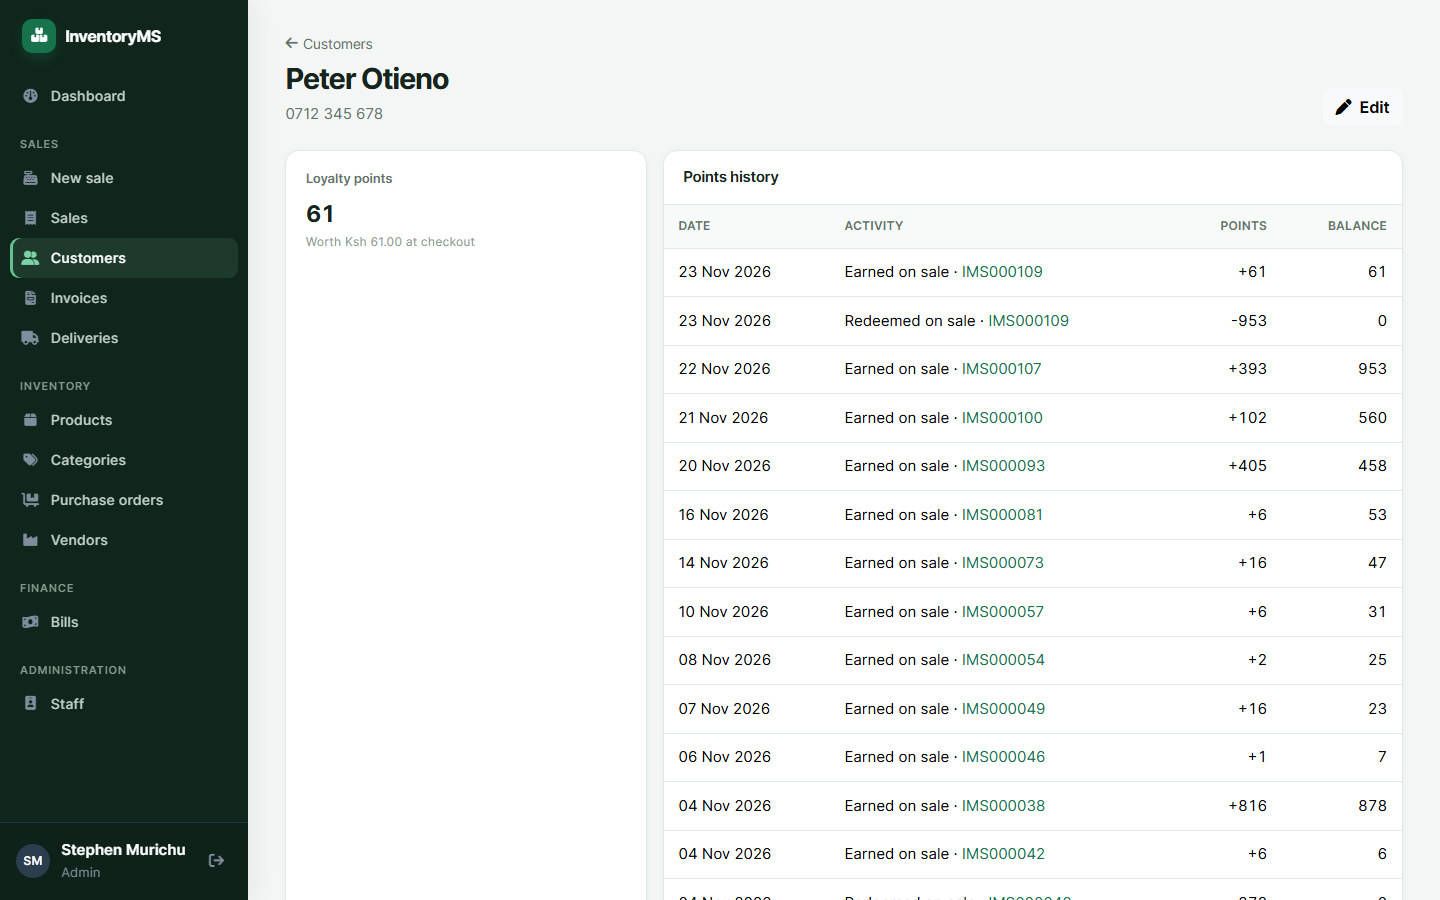 InventoryMS
Dashboard
SALES
New sale
Sales
Customers
Invoices
Deliveries
INVENTORY
Products
Categories
Purchase orders
Vendors
FINANCE
Bills
ADMINISTRATION
Staff
SM
Stephen Murichu
Admin
← Customers
Peter Otieno
0712 345 678
Edit
Loyalty points
61
Worth Ksh 61.00 at checkout
Points history
DATE ACTIVITY POINTS BALANCE
23 Nov 2026 Earned on sale · IMS000109 +61 61
23 Nov 2026 Redeemed on sale · IMS000109 -953 0
22 Nov 2026 Earned on sale · IMS000107 +393 953
21 Nov 2026 Earned on sale · IMS000100 +102 560
20 Nov 2026 Earned on sale · IMS000093 +405 458
16 Nov 2026 Earned on sale · IMS000081 +6 53
14 Nov 2026 Earned on sale · IMS000073 +16 47
10 Nov 2026 Earned on sale · IMS000057 +6 31
08 Nov 2026 Earned on sale · IMS000054 +2 25
07 Nov 2026 Earned on sale · IMS000049 +16 23
06 Nov 2026 Earned on sale · IMS000046 +1 7
04 Nov 2026 Earned on sale · IMS000038 +816 878
04 Nov 2026 Earned on sale · IMS000042 +6 6